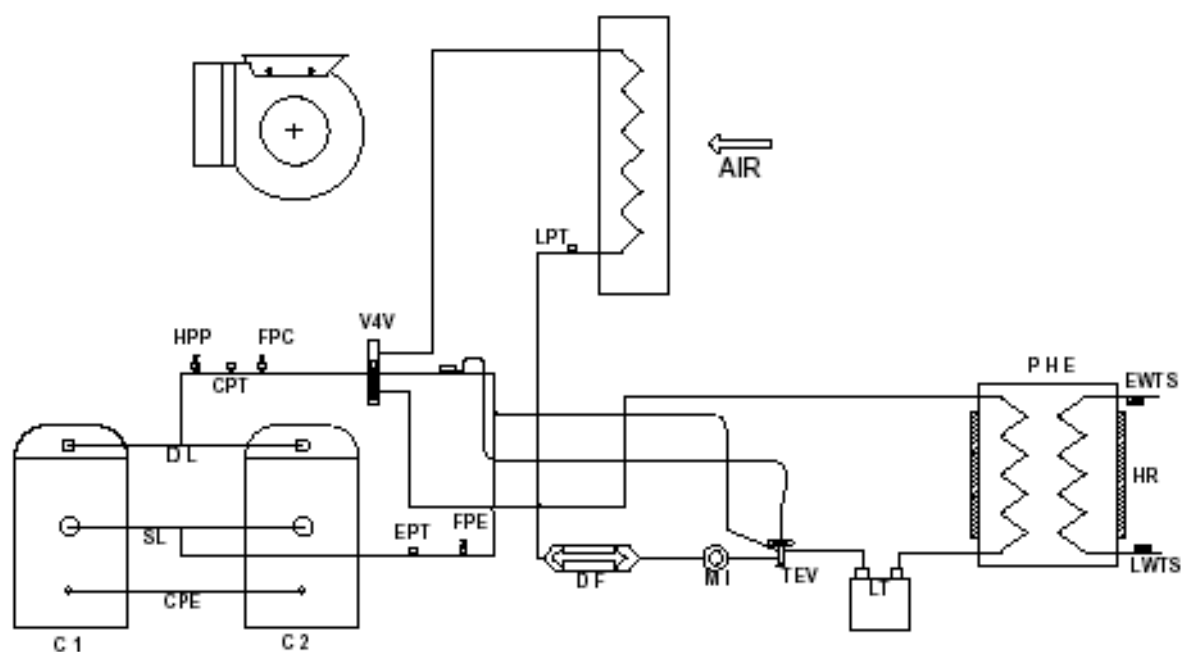 AIR
LPT
V4V
HPP
FPC
CPT
P H E
EWTS
D L
HR
EPT
FPE
SL
D F
M I
TEV
LT
LWTS
CPE
C 1
C 2